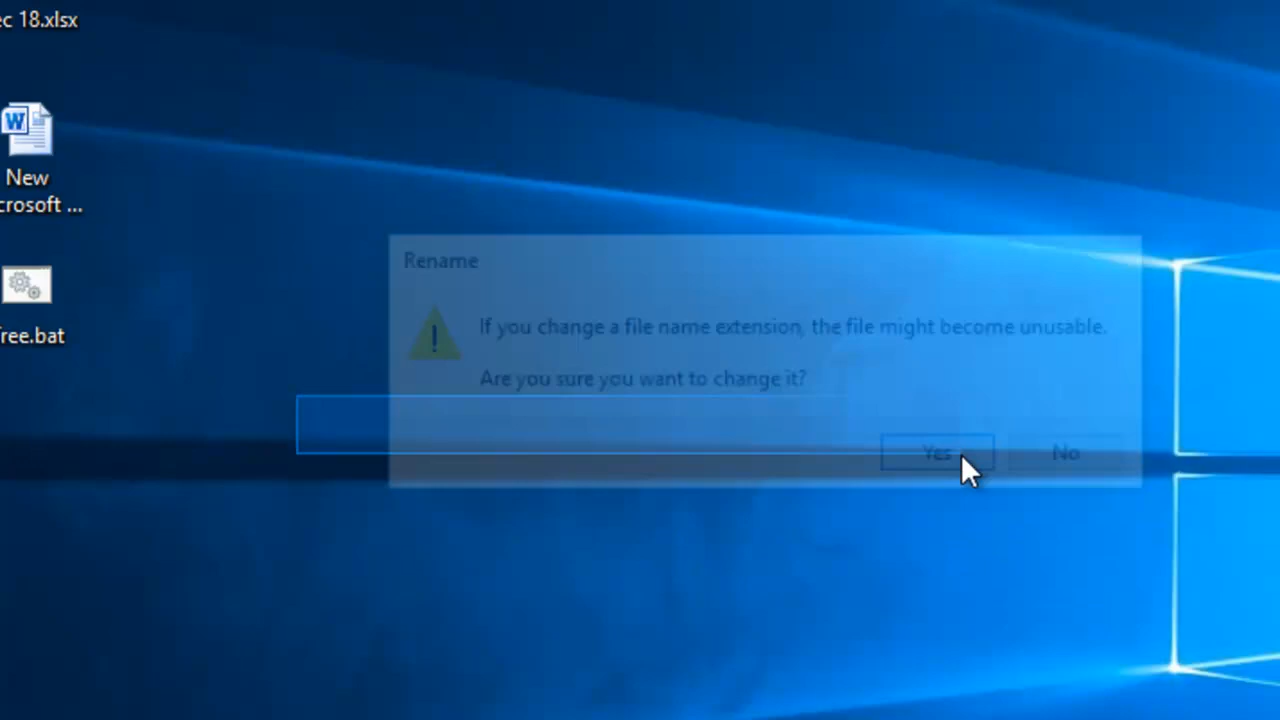 ec 18.xlsx
New
crosoft ...
ree.bat
Rename
If you change a file name extension, the file might become unusable.
Are you sure you want to change it?
Yes
No